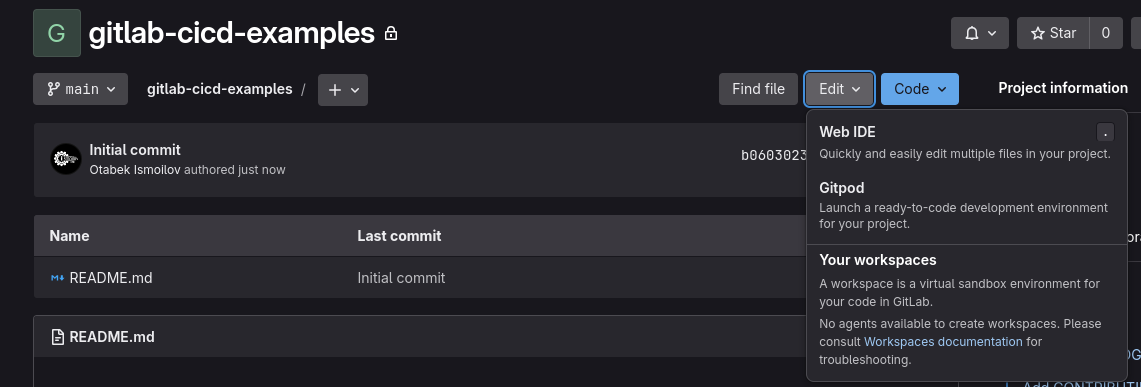 G gitlab-cicd-examples
Star 0
main gitlab-cicd-examples / +
Find file Edit Code Project information
Initial commit
Otabek Ismoilov authored just now
b0603023
Web IDE .
Quickly and easily edit multiple files in your project.
Gitpod
Launch a ready-to-code development environment
for your project.
Your workspaces
A workspace is a virtual sandbox environment for
your code in GitLab.
No agents available to create workspaces. Please
consult Workspaces documentation for
troubleshooting.
Name Last commit
README.md Initial commit
README.md